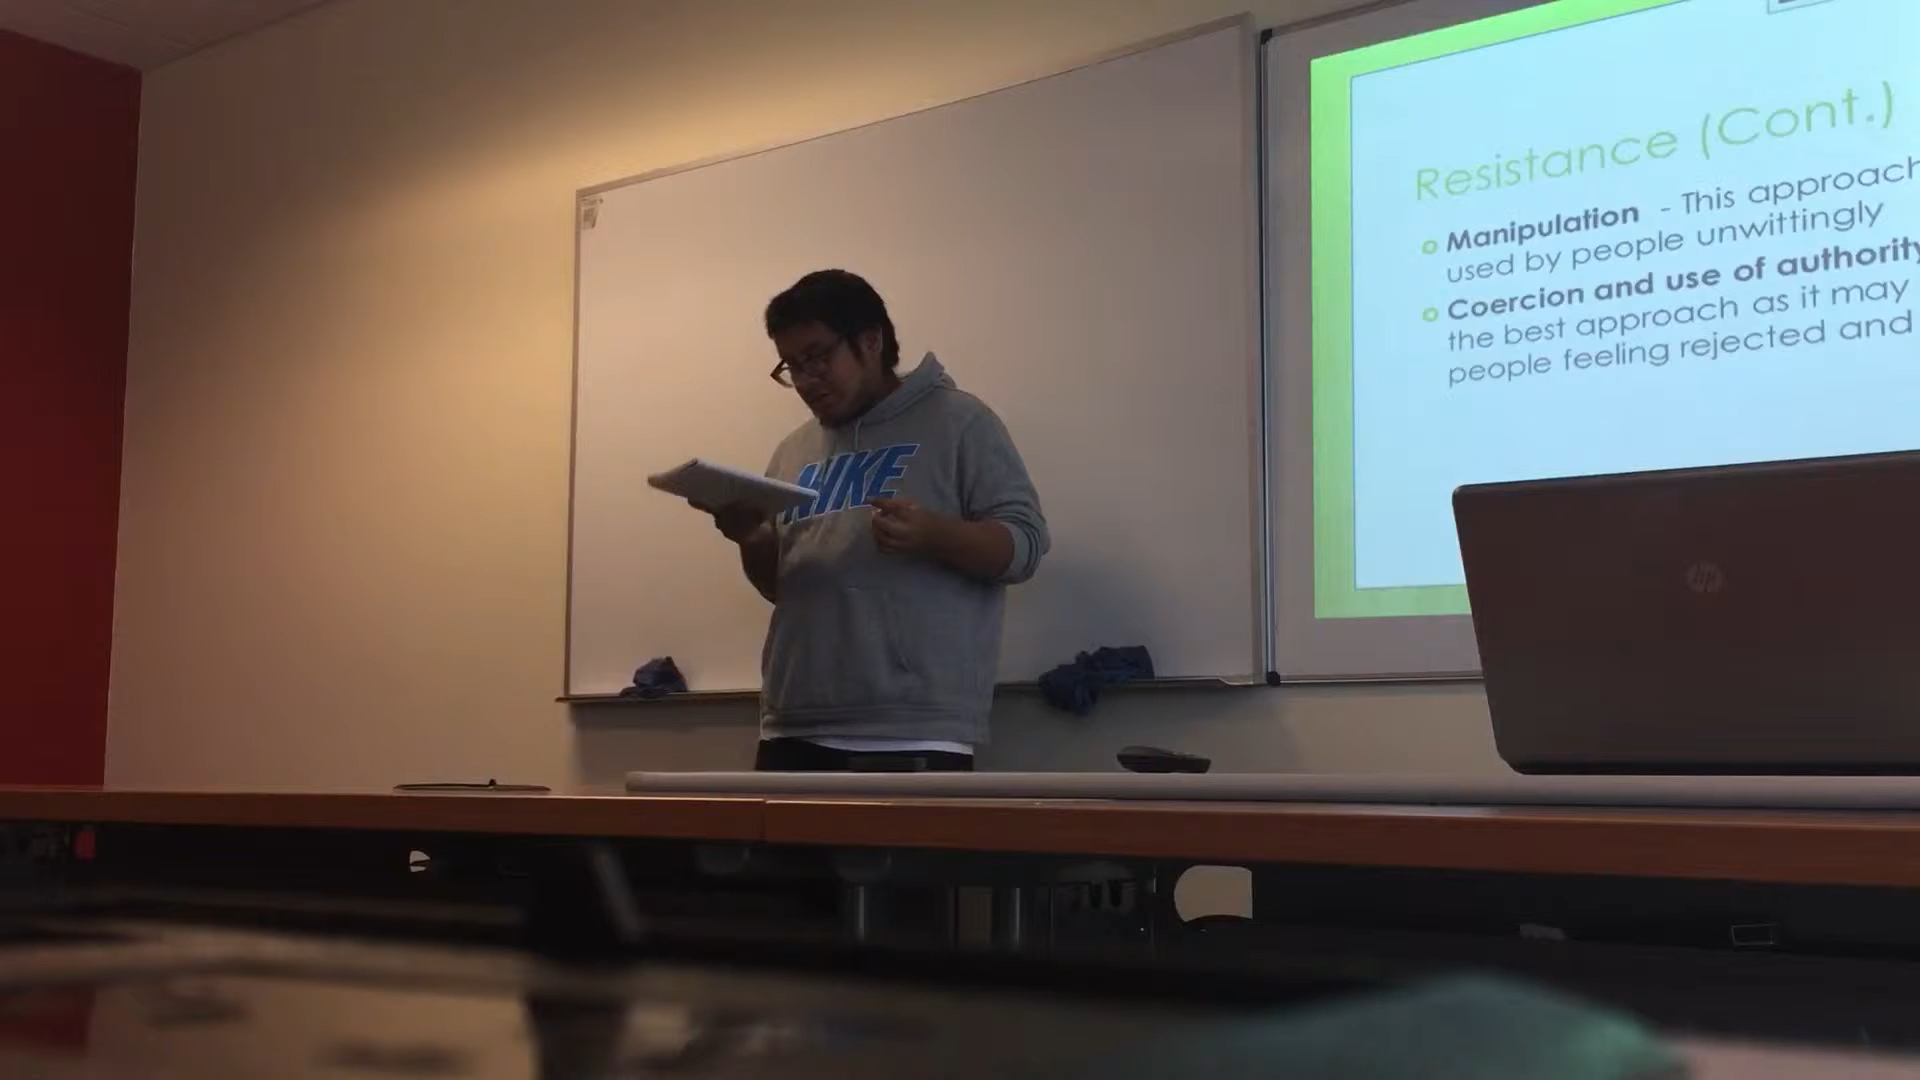 Resistance (Cont.)
Manipulation - This approach
used by people unwittingly
Coercion and use of authority
the best approach as it may
people feeling rejected and
NIKE
hp